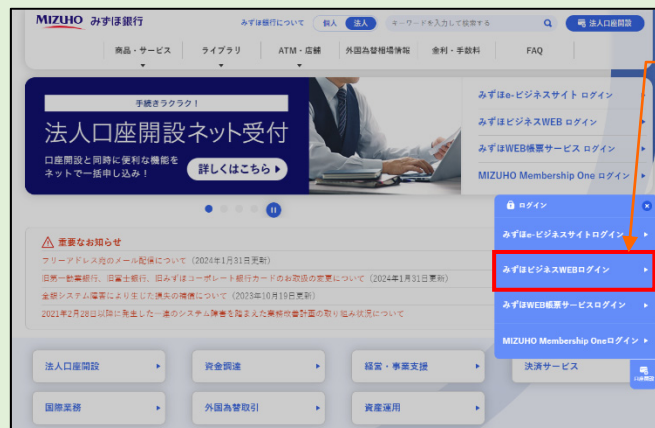 MIZUHO みずほ銀行
みずほ銀行について 個人 法人 キーワードを入力して検索する 法人口座開設
商品・サービス ライブラリ ATM・店舗 外国為替相場情報 金利・手数料 FAQ
手続きラクラク！
法人口座開設ネット受付
口座開設と同時に便利な機能を
ネットで一括申し込み！
詳しくはこちら
みずほe-ビジネスサイト ログイン
みずほビジネスWEB ログイン
みずほWEB帳票サービス ログイン
MIZUHO Membership One ログイン
ログイン
みずほe-ビジネスサイトログイン
みずほビジネスWEBログイン
みずほWEB帳票サービスログイン
MIZUHO Membership Oneログイン
重要なお知らせ
フリーアドレス宛のメール配信について（2024年1月31日更新）
旧第一勧業銀行、旧富士銀行、旧みずほコーポレート銀行カードのお取扱の変更について（2024年1月31日更新）
全銀システム障害により生じた損失の補償について（2023年10月19日更新）
2021年2月28日以降に発生した一連のシステム障害を踏まえた業務改善計画の取り組み状況について
法人口座開設 資金調達 経営・事業支援 決済サービス
口座開設
国際業務 外国為替取引 資産運用